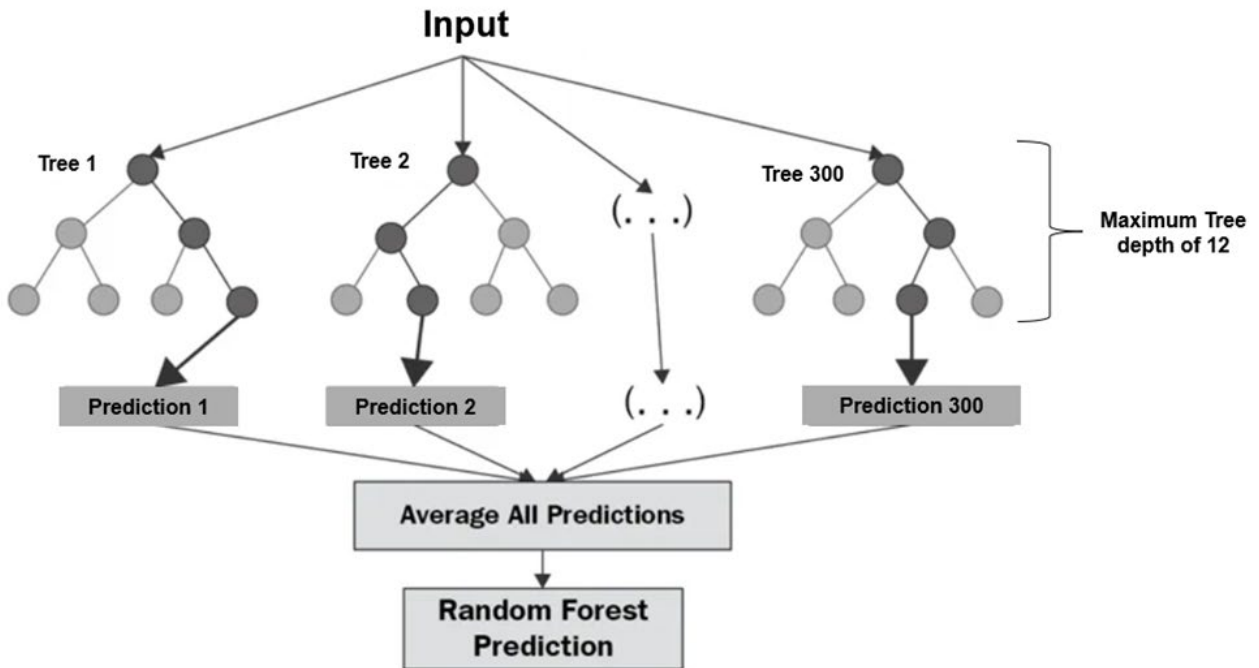 Input
Tree 1
Tree 2
Tree 300
(. . .)
Maximum Tree
depth of 12
Prediction 1
Prediction 2
(. . .)
Prediction 300
Average All Predictions
Random Forest
Prediction